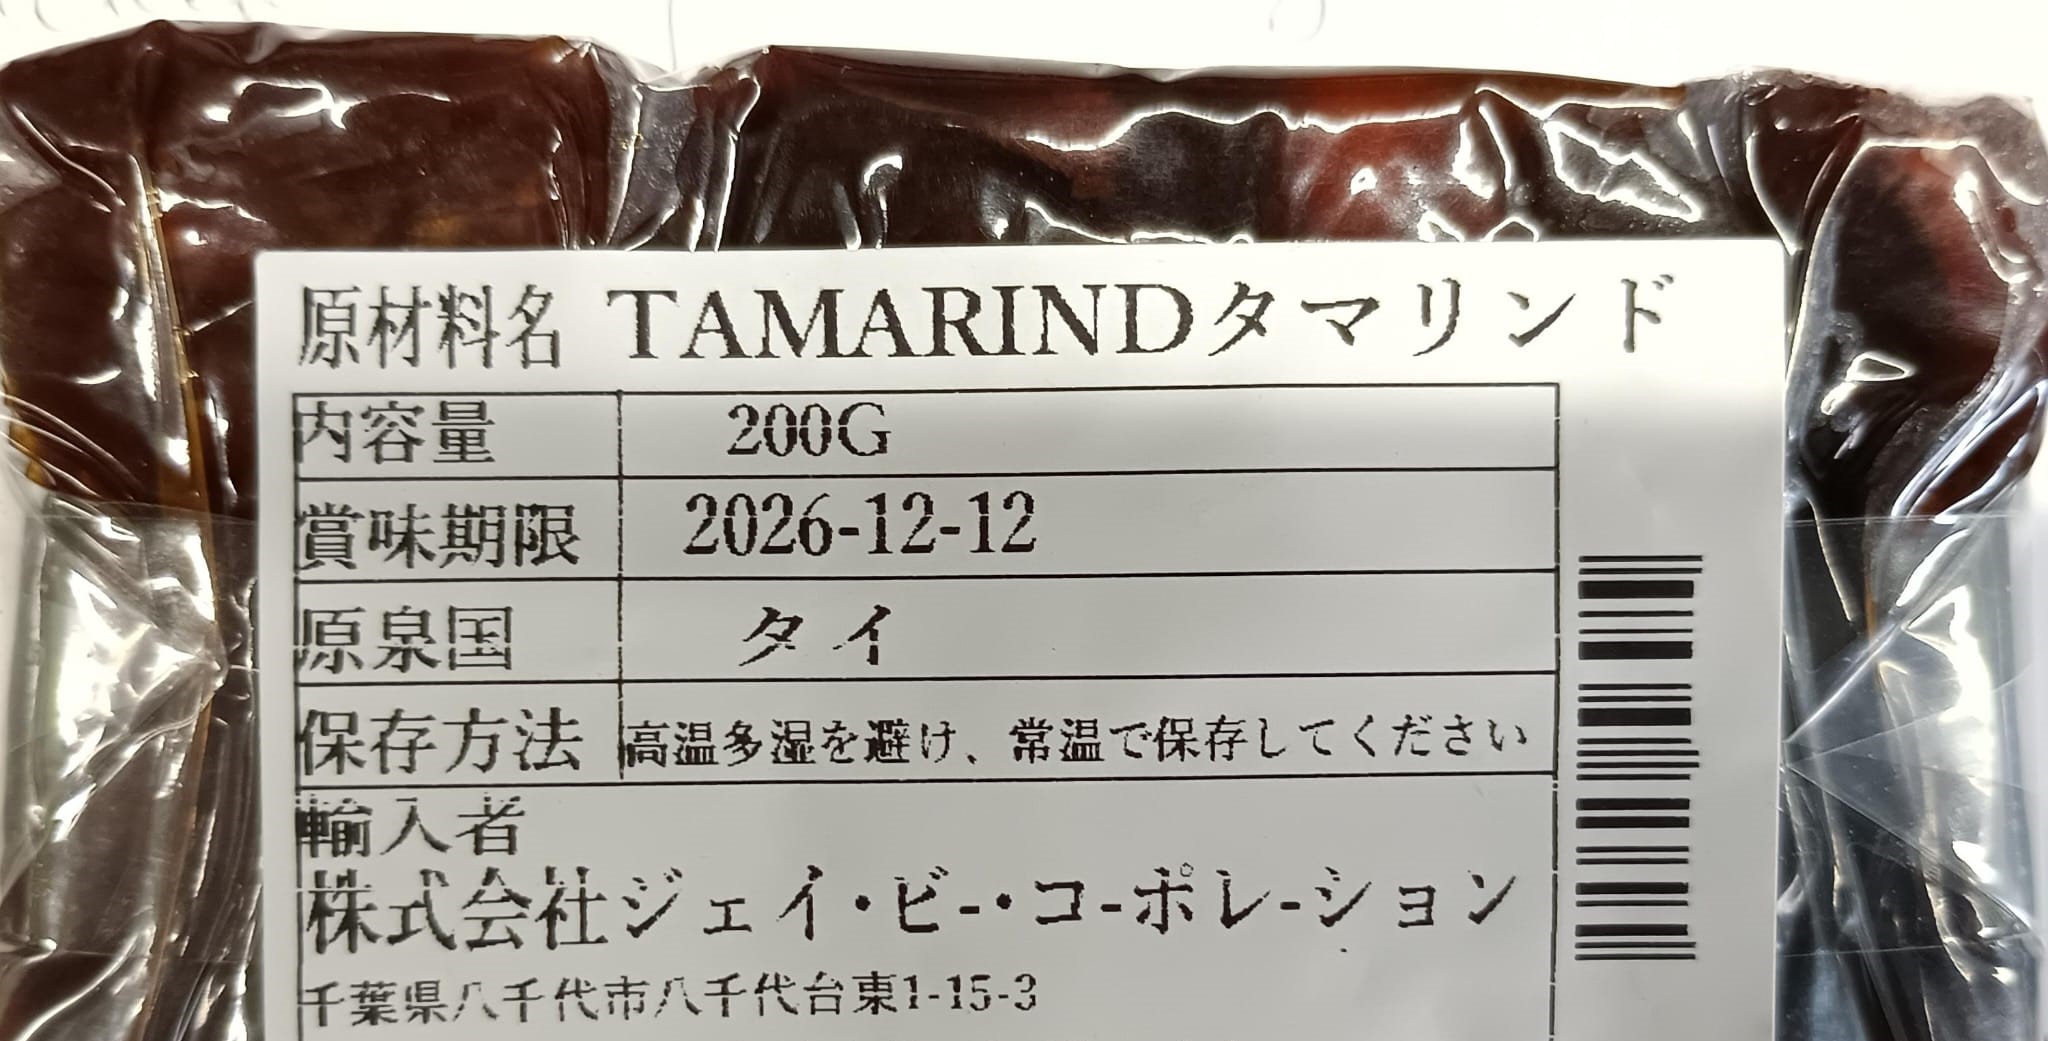 原材料名 TAMARINDタマリンド
内容量 200G
賞味期限 2026-12-12
原泉国 タイ
保存方法 高温多湿を避け、常温で保存してください
輸入者
株式会社ジェイ・ビー・コーポレーション
千葉県八千代市八千代台東1-15-3